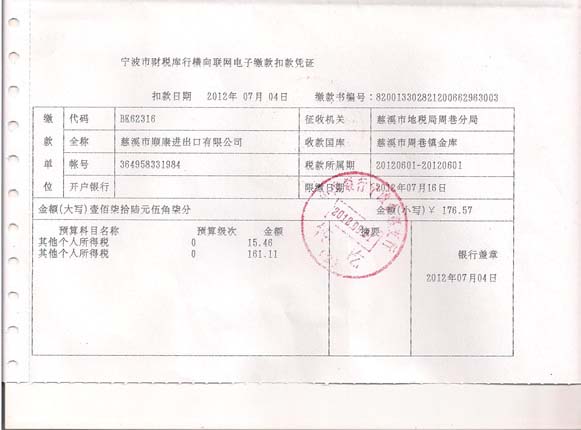 宁波市财税库行横向联网电子缴款扣款凭证
扣款日期 2012年 07月 04日 缴款书编号:820013302821200662963003
缴 代码 BK62316 征收机关 慈溪市地税局周巷分局
款 全称 慈溪市顺康进出口有限公司 收款国库 慈溪市周巷镇金库
单 帐号 364958331984 税款所属期 20120601-20120601
位 开户银行 限缴日期 2012年07月16日
金额(大写)壹佰柒拾陆元伍角柒分 金额(小写)¥ 176.57
预算科目名称 预算级次 金额 摘要
其他个人所得税 0 15.46
其他个人所得税 0 161.11
银行盖章
2012年07月04日